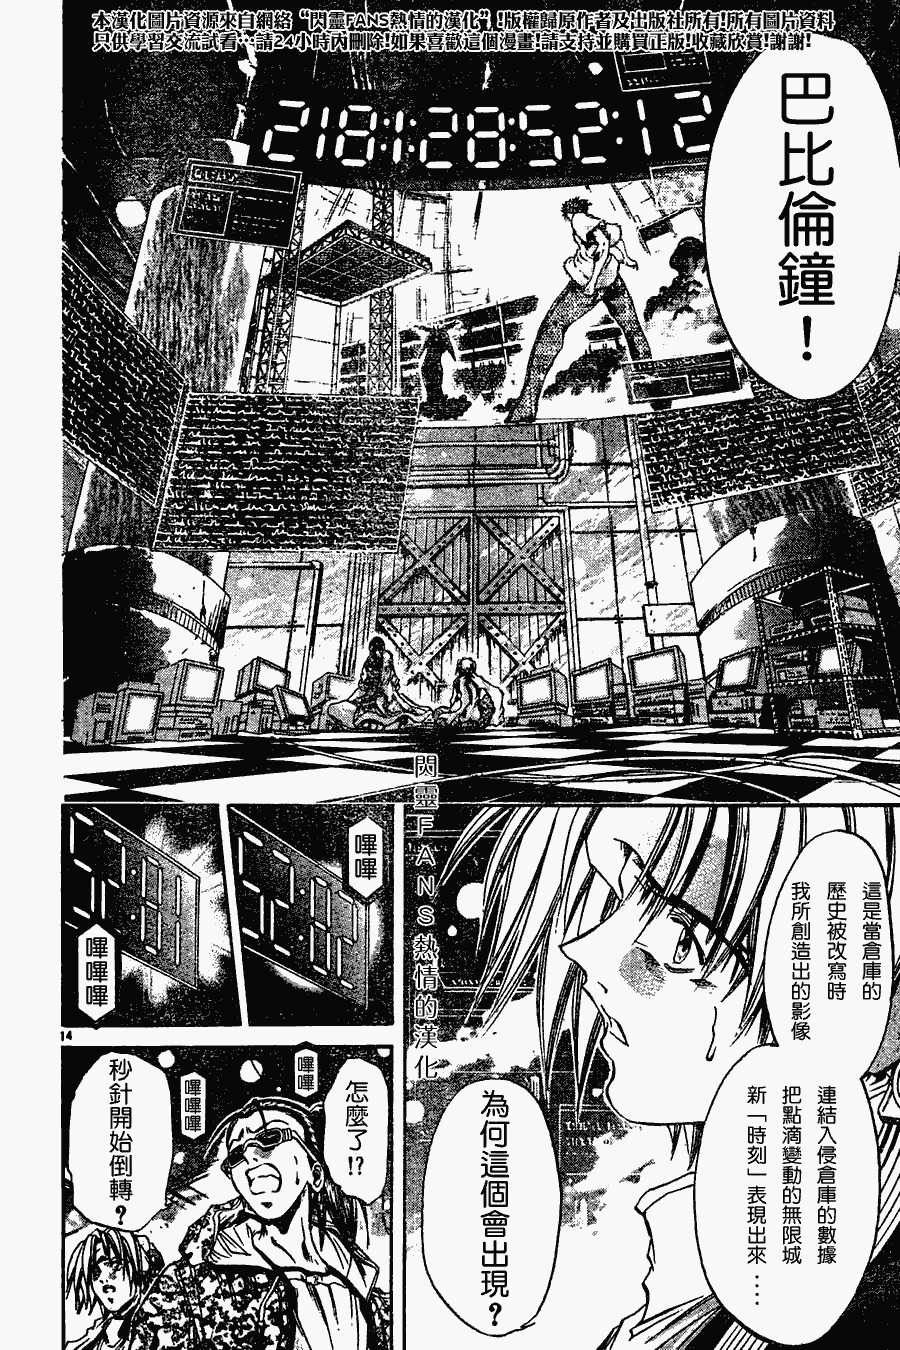 本漢化圖片資源來自網絡“閃靈FANS熱情的漢化”!版權歸原作者及出版社所有!所有圖片資料
只供學習交流試看…請24小時內刪除!如果喜歡這個漫畫!請支持並購買正版!收藏欣賞!謝謝!
巴比倫鐘！
218:128:52:12
閃靈FANS熱情的漢化
這是當倉庫的
歷史被改寫時
我所創造出的影像
連結入侵倉庫的數據
把點滴變動的無限城
新「時刻」表現出來……
為何這個會出現？
嗶嗶
52:02
嗶嗶嗶
52:01
14
怎麼了!?
嗶嗶
嗶嗶嗶
秒針開始倒轉？